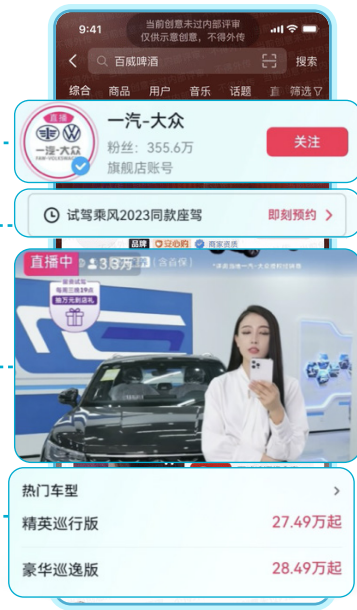 9:41
当前创意未过内部评审
仅供示意创意，不得外传
百威啤酒
搜索
综合 商品 用户 音乐 话题 直 筛选
直播
一汽-大众
一汽-大众
粉丝：355.6万
旗舰店账号
关注
试驾乘风2023同款座驾
即刻预约
品牌
商家资质
直播中
3.3万
热门车型
精英巡行版
27.49万起
豪华巡逸版
28.49万起